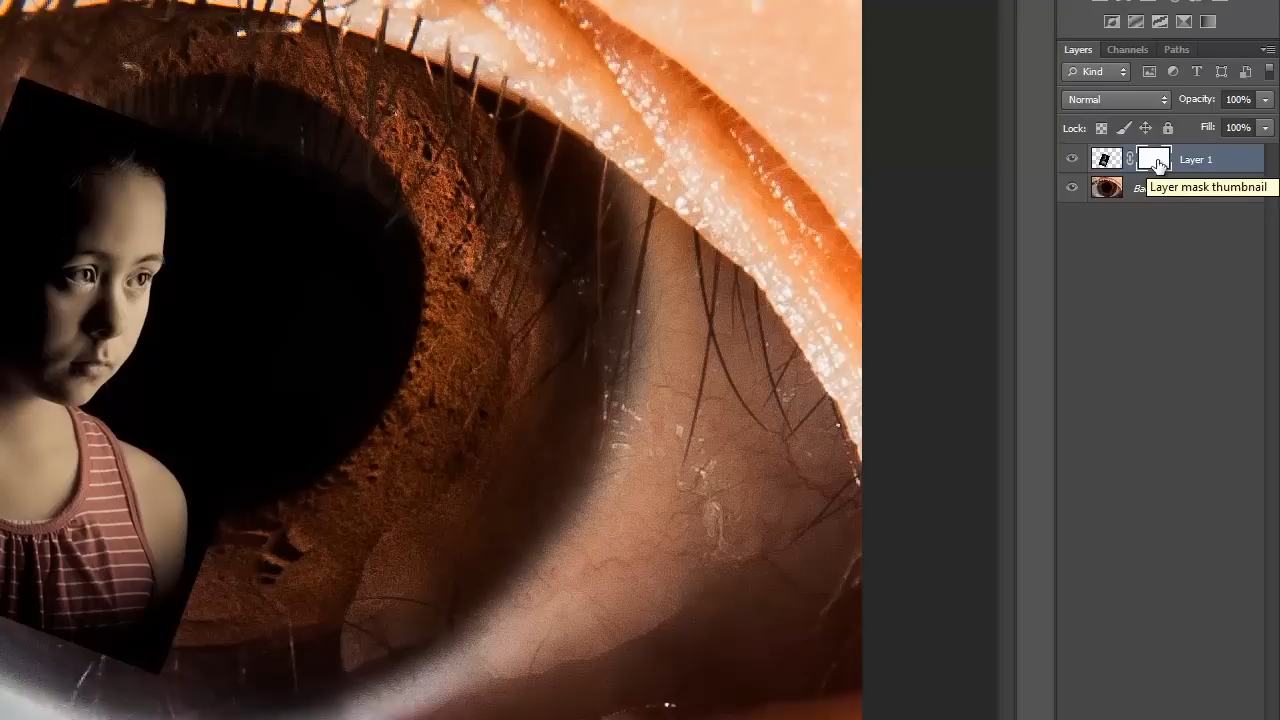 Layers Channels Paths
Kind
Normal Opacity: 100%
Lock: Fill: 100%
Layer 1
Layer mask thumbnail